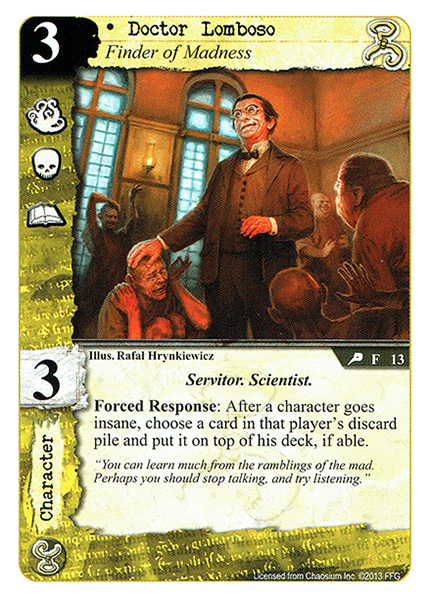 3
• Doctor Lomboso
Finder of Madness
Illus. Rafał Hrynkiewicz
F 13
3
Servitor. Scientist.
Forced Response: After a character goes
insane, choose a card in that player's discard
pile and put it on top of his deck, if able.
"You can learn much from the ramblings of the mad.
Perhaps you should stop talking, and try listening."
Character
Licensed from Chaosium Inc. ©2013 FFG